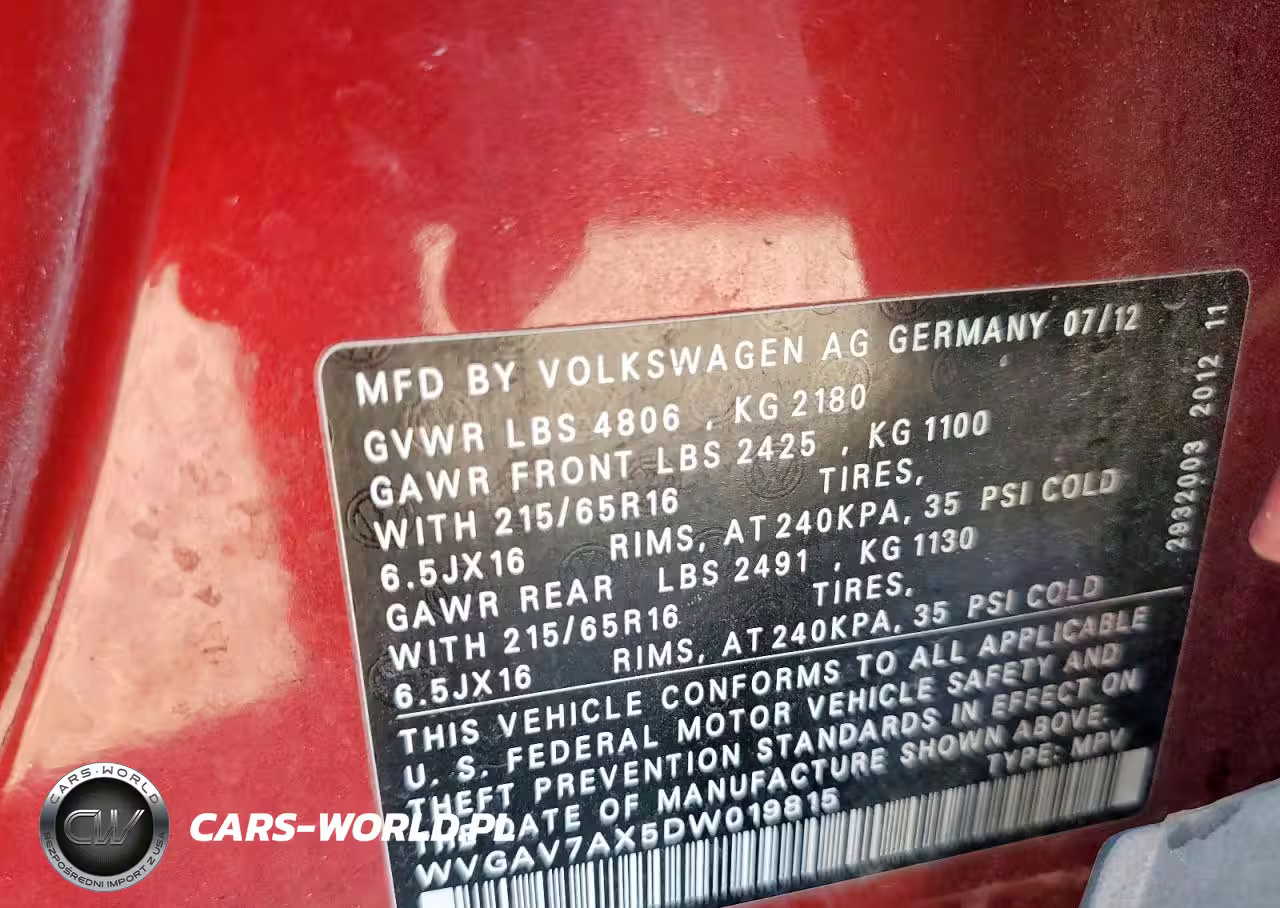 MFD BY VOLKSWAGEN AG GERMANY 07/12
GVWR LBS 4806 , KG 2180
GAWR FRONT LBS 2425 , KG 1100
WITH 215/65R16 TIRES,
6.5JX16 RIMS, AT 240KPA, 35 PSI COLD
GAWR REAR LBS 2491 , KG 1130
WITH 215/65R16 TIRES,
6.5JX16 RIMS, AT 240KPA, 35 PSI COLD
THIS VEHICLE CONFORMS TO ALL APPLICABLE
U. S. FEDERAL MOTOR VEHICLE SAFETY AND
THEFT PREVENTION STANDARDS IN EFFECT ON
THE DATE OF MANUFACTURE SHOWN ABOVE.
WVGAV7AX5DW019815 TYPE: MPV
2932003 2012 11
CARS-WORLD
CW
BEZPOŚREDNI IMPORT Z USA
CARS-WORLD.PL